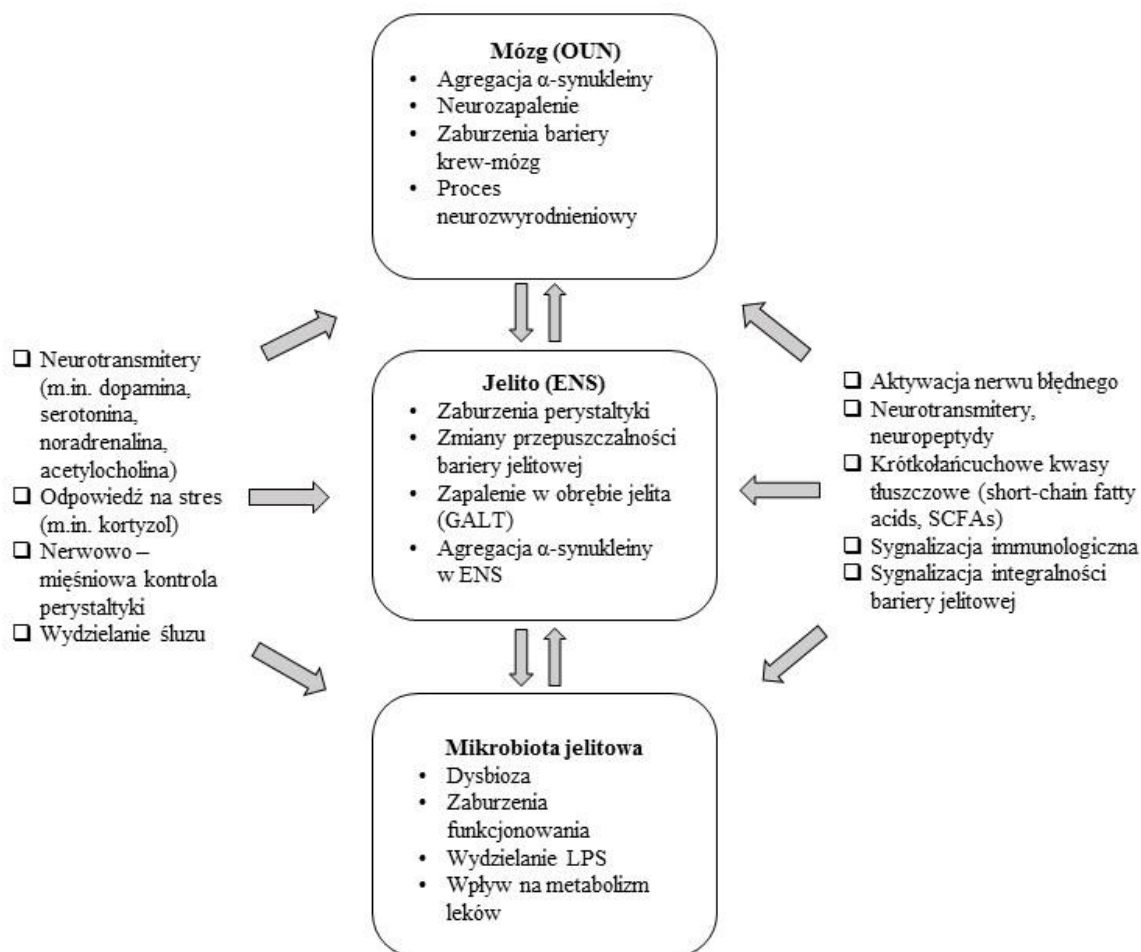 Mózg (OUN)
• Agregacja α-synukleiny
• Neurozapalenie
• Zaburzenia bariery
krew-mózg
• Proces
neurozwyrodnieniowy
❑ Neurotransmitery
(m.in. dopamina,
serotonina,
noradrenalina,
acetylocholina)
❑ Odpowiedź na stres
(m.in. kortyzol)
❑ Nerwowo –
mięśniowa kontrola
perystaltyki
❑ Wydzielanie śluzu
Jelito (ENS)
• Zaburzenia perystaltyki
• Zmiany przepuszczalności
bariery jelitowej
• Zapalenie w obrębie jelita
(GALT)
• Agregacja α-synukleiny
w ENS
❑ Aktywacja nerwu błędnego
❑ Neurotransmitery,
neuropeptydy
❑ Krótkołańcuchowe kwasy
tłuszczowe (short-chain fatty
acids, SCFAs)
❑ Sygnalizacja immunologiczna
❑ Sygnalizacja integralności
bariery jelitowej
Mikrobiota jelitowa
• Dysbioza
• Zaburzenia
funkcjonowania
• Wydzielanie LPS
• Wpływ na metabolizm
leków